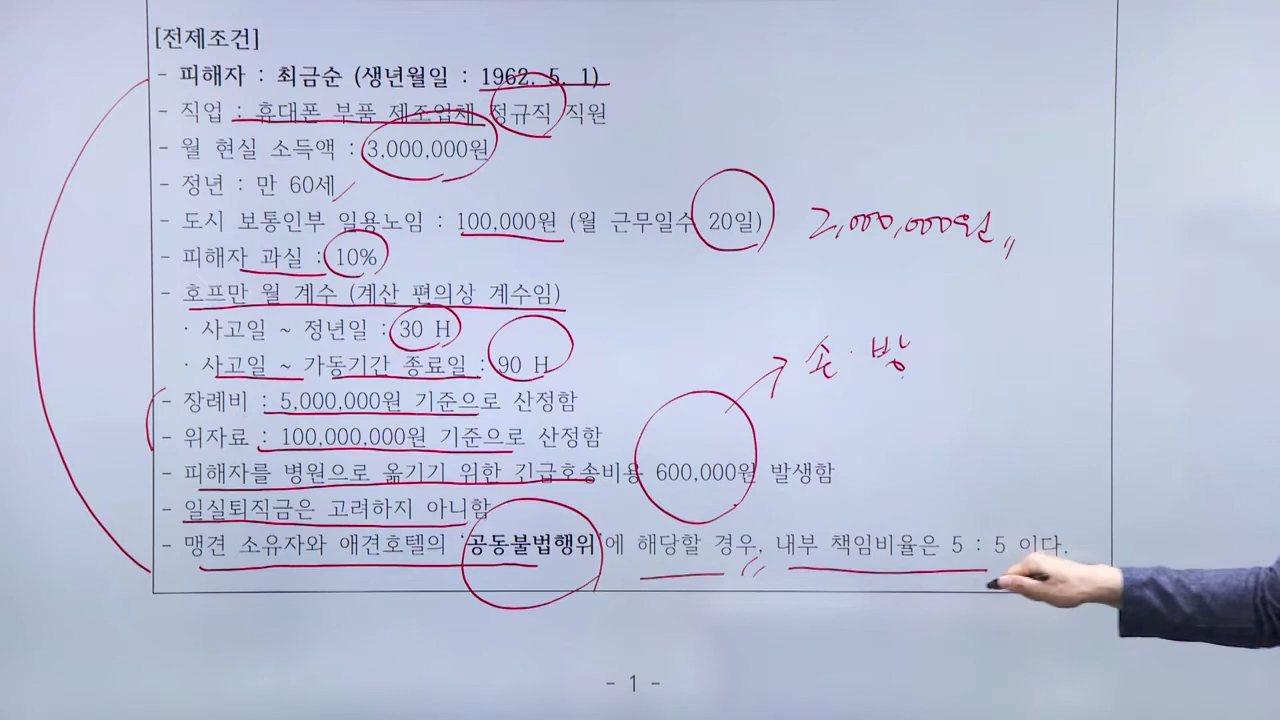 [전제조건]
- 피해자 : 최금순 (생년월일 : 1962. 5. 1)
- 직업 : 휴대폰 부품 제조업체 정규직 직원
- 월 현실 소득액 : 3,000,000원
- 정년 : 만 60세
- 도시 보통인부 일용노임 : 100,000원 (월 근무일수 20일) 2,000,000원〃
- 피해자 과실 : 10%
- 호프만 월 계수 (계산 편의상 계수임)
· 사고일 ~ 정년일 : 30 H
· 사고일 ~ 가동기간 종료일 : 90 H 손·방
- 장례비 : 5,000,000원 기준으로 산정함
- 위자료 : 100,000,000원 기준으로 산정함
- 피해자를 병원으로 옮기기 위한 긴급호송비용 600,000원 발생함
- 일실퇴직금은 고려하지 아니함
- 맹견 소유자와 애견호텔의 '공동불법행위'에 해당할 경우, 내부 책임비율은 5 : 5 이다.
- 1 -